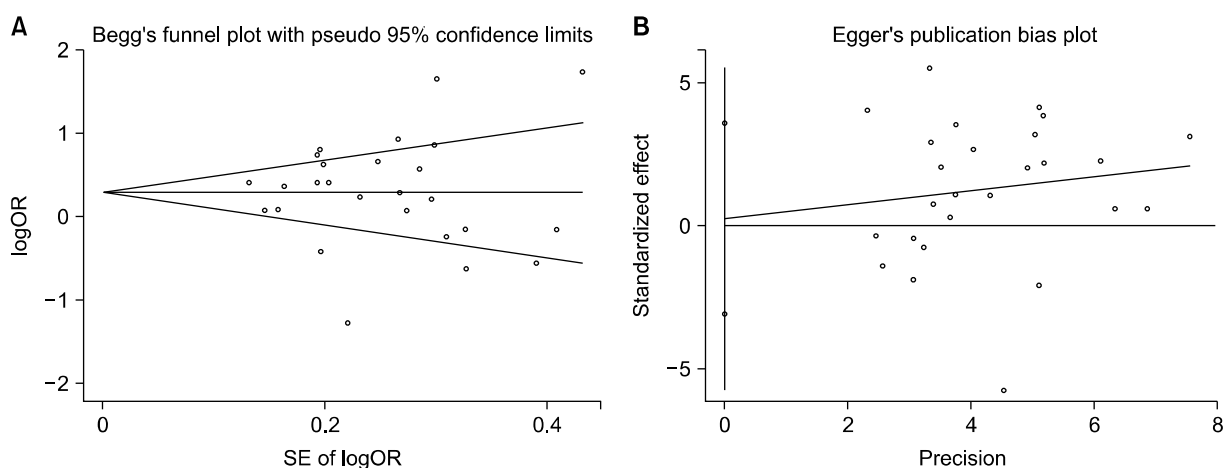 A
Begg's funnel plot with pseudo 95% confidence limits
2
1
0
−1
−2
logOR
0
0.2
0.4
SE of logOR
B
Egger's publication bias plot
5
0
−5
Standardized effect
0
2
4
6
8
Precision